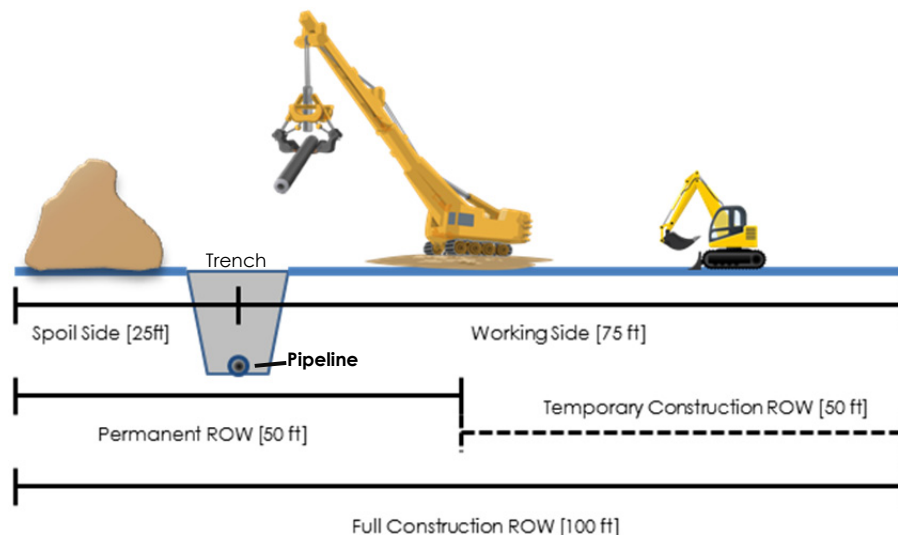 Trench
Spoil Side [25ft]
Working Side [75 ft]
Pipeline
Temporary Construction ROW [50 ft]
Permanent ROW [50 ft]
Full Construction ROW [100 ft]